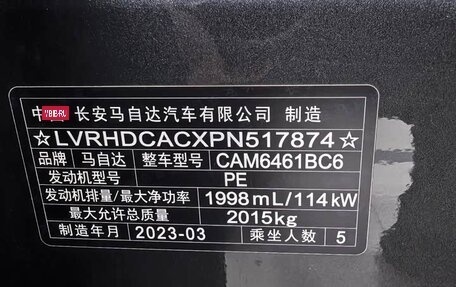 中 长安马自达汽车有限公司 制造
☆LVRHDCACXPN517874☆
品牌 马自达 整车型号 CAM6461BC6
发动机型号 PE
发动机排量/最大净功率 1998mL/114kW
最大允许总质量 2015kg
制造年月 2023-03 乘坐人数 5